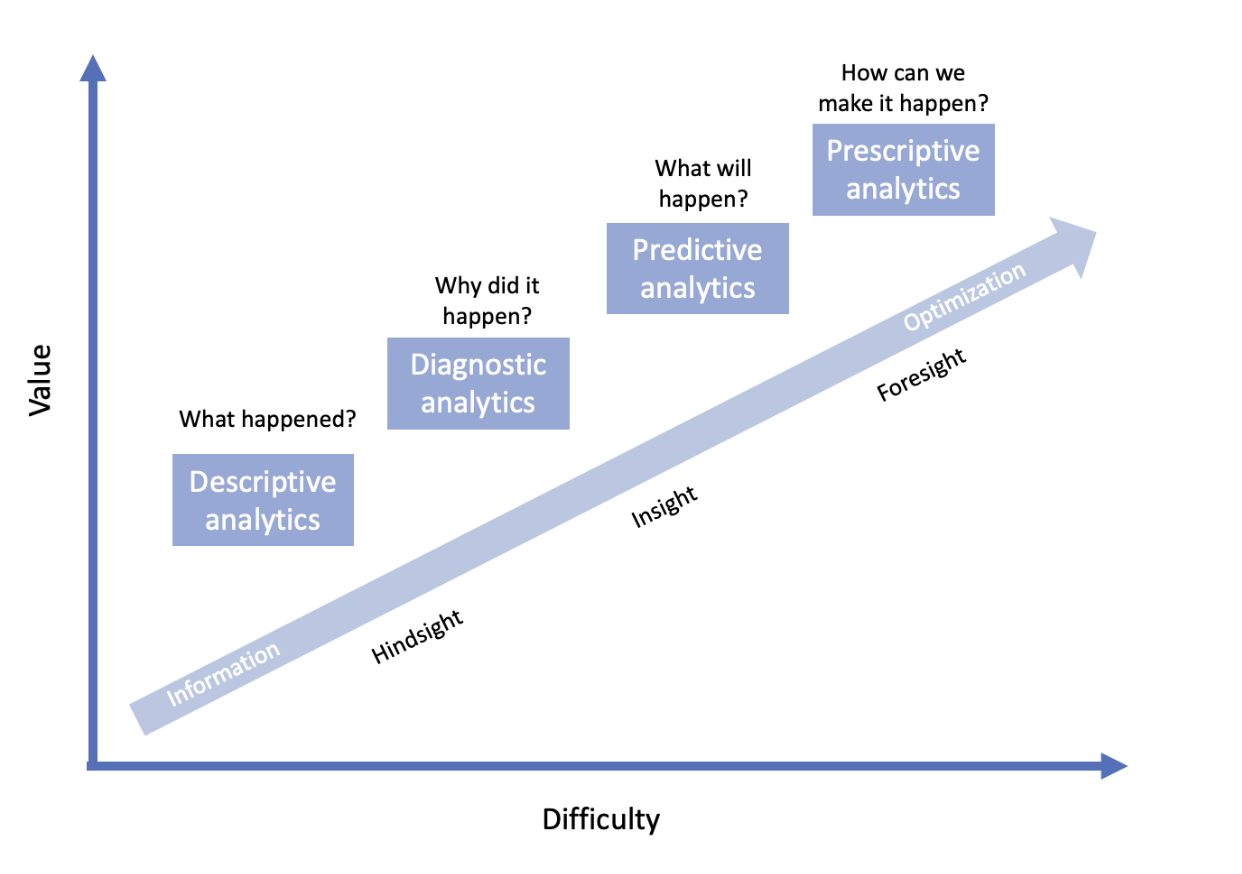 How can we
make it happen?
Prescriptive
analytics
What will
happen?
Predictive
analytics
Why did it
happen?
Diagnostic
analytics
What happened?
Descriptive
analytics
Value
Optimization
Foresight
Insight
Hindsight
Information
Difficulty